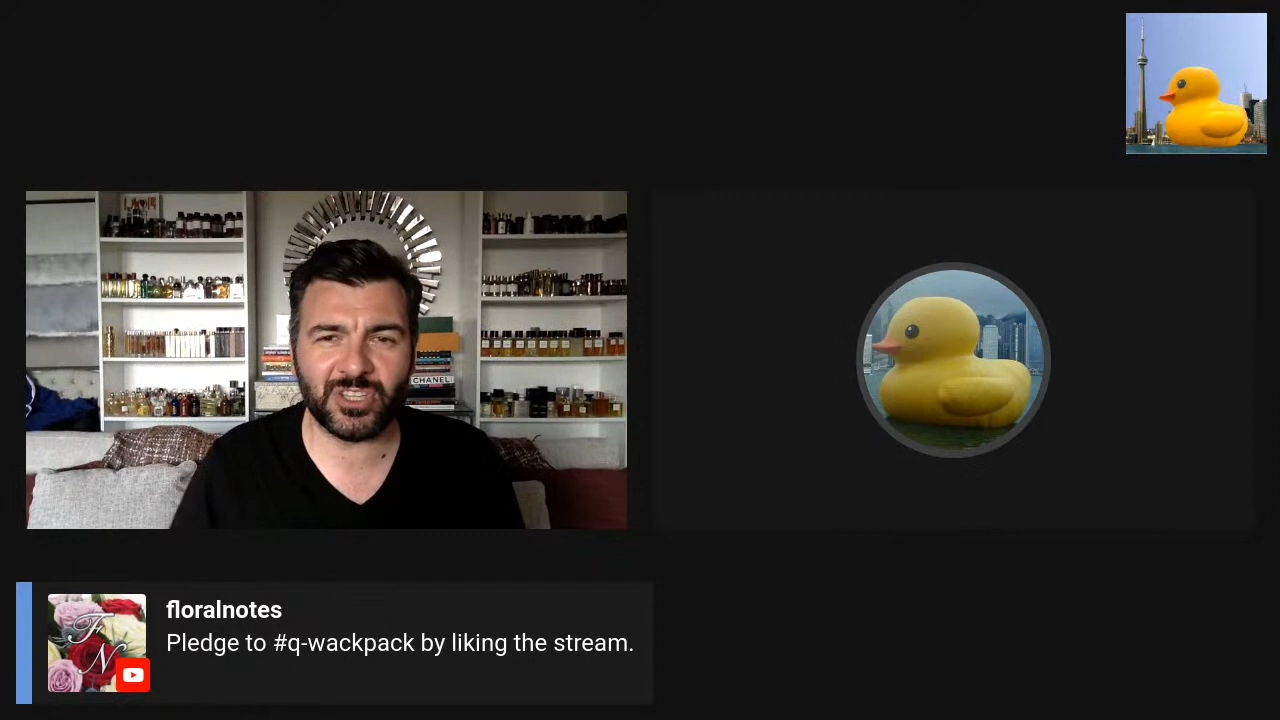 CHANEL
floralnotes
Pledge to #q-wackpack by liking the stream.
F
N